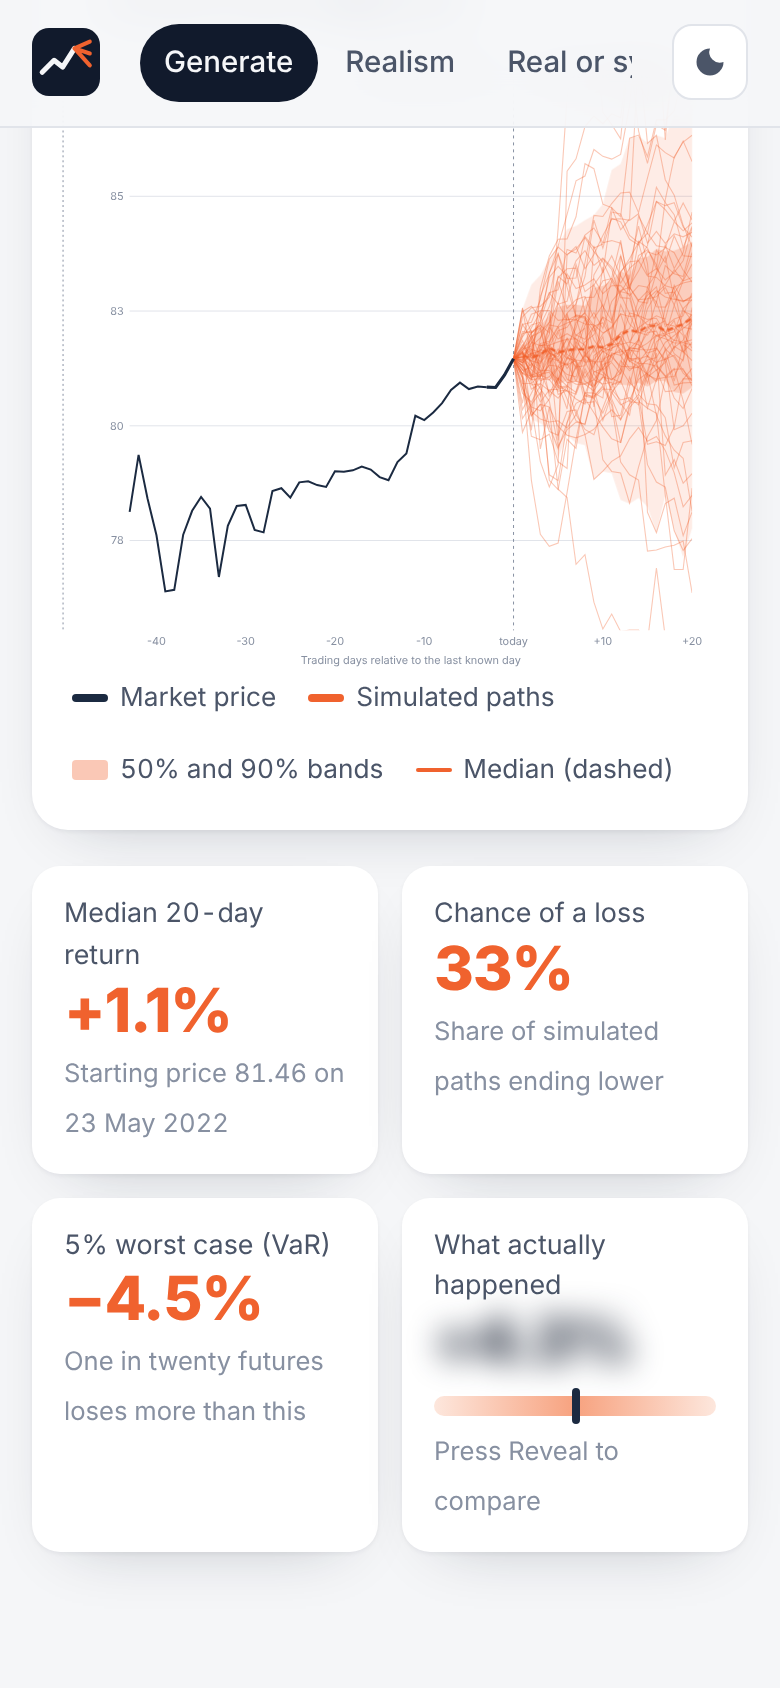 Generate Realism Real or
85
83
80
78
-40 -30 -20 -10 today +10 +20
Trading days relative to the last known day
Market price Simulated paths
50% and 90% bands Median (dashed)
Median 20-day
return
+1.1%
Starting price 81.46 on
23 May 2022
Chance of a loss
33%
Share of simulated
paths ending lower
5% worst case (VaR)
−4.5%
One in twenty futures
loses more than this
What actually
happened
Press Reveal to
compare